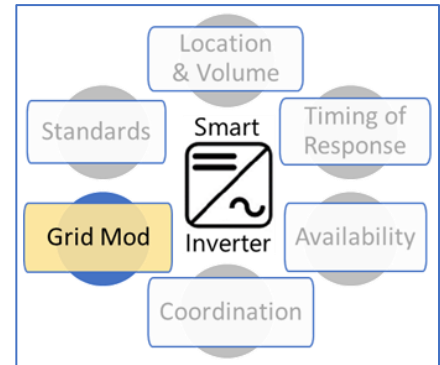 Location
& Volume
Standards
Smart
Timing of
Response
Grid Mod
Inverter
Availability
Coordination